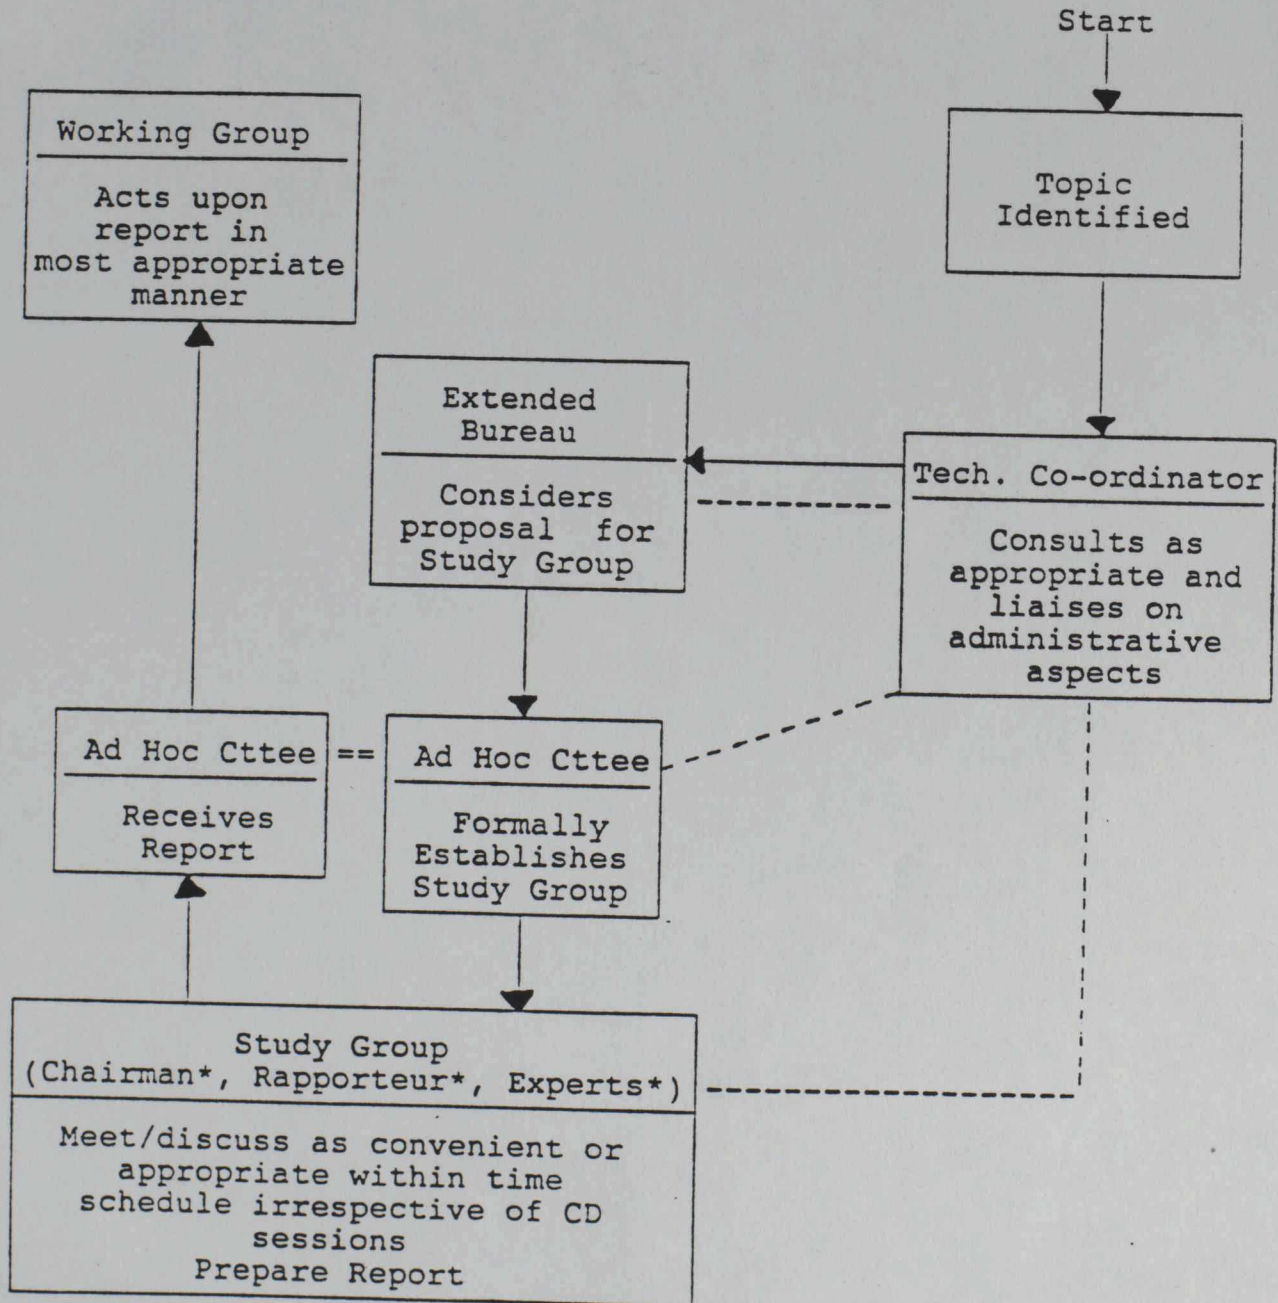 Start
Topic
Identified
Working Group
Acts upon
report in
most appropriate
manner
Extended
Bureau
Considers
proposal for
Study Group
Tech. Co-ordinator
Consults as
appropriate and
liaises on
administrative
aspects
Ad Hoc Cttee == Ad Hoc Cttee
Receives
Report
Formally
Establishes
Study Group
Study Group
(Chairman*, Rapporteur*, Experts*)
Meet/discuss as convenient or
appropriate within time
schedule irrespective of CD
sessions
Prepare Report